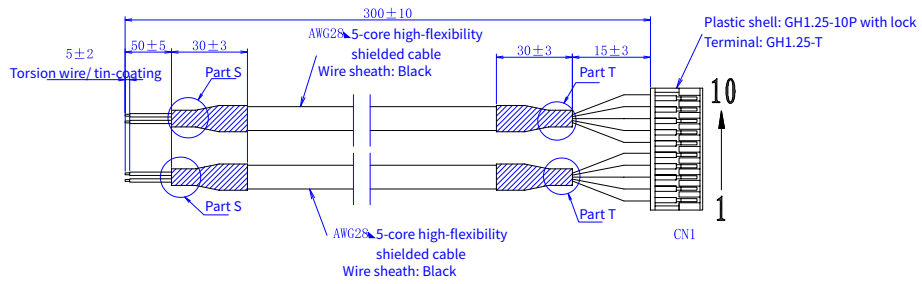 300±10
Plastic shell: GH1.25-10P with lock
Terminal: GH1.25-T
AWG28、5-core high-flexibility
shielded cable
Wire sheath: Black
5±2
50±5
30±3
30±3
15±3
Torsion wire/ tin-coating
Part S
Part T
10
1
CN1
Part S
Part T
AWG28、5-core high-flexibility
shielded cable
Wire sheath: Black